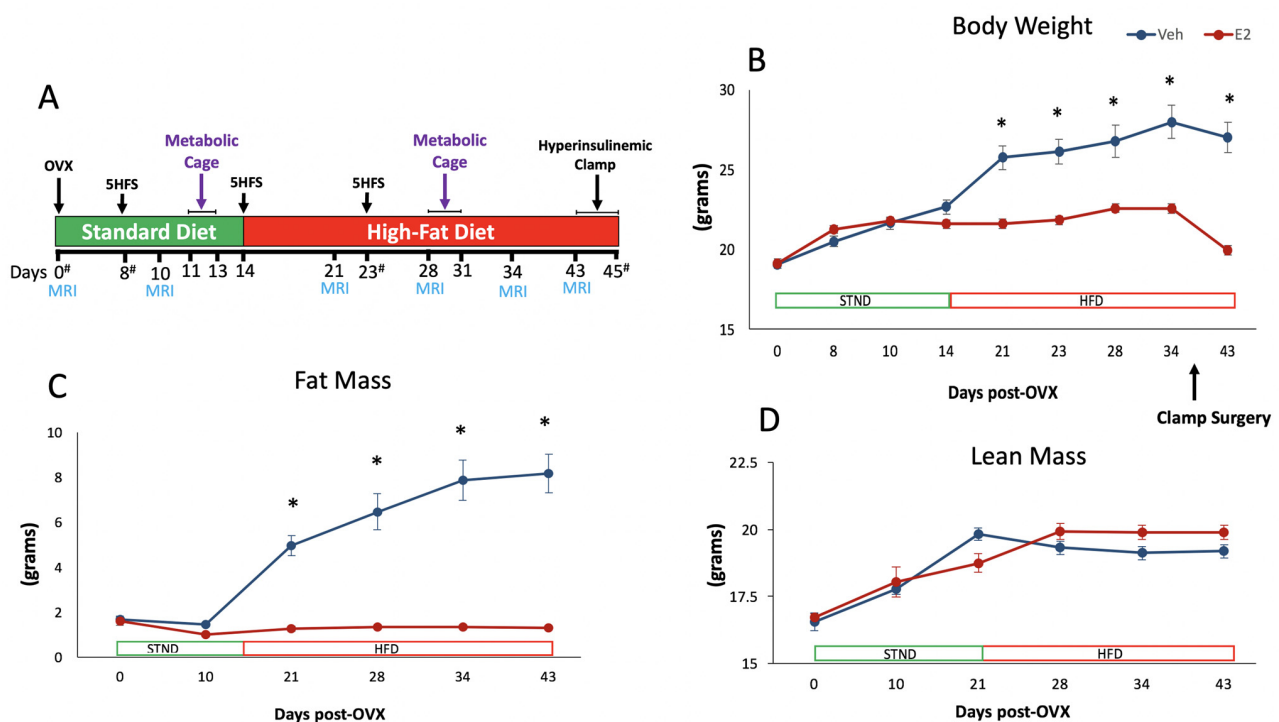 A
OVX
5HFS
Metabolic
Cage
5HFS
5HFS
Metabolic
Cage
Hyperinsulinemic
Clamp
Standard Diet
High-Fat Diet
Days 0# 8# 10 11 13 14 21 23# 28 31 34 43 45#
MRI MRI MRI MRI MRI MRI
B
Body Weight
Veh E2
* * * * *
(grams)
30
25
20
15
STND HFD
0 8 10 14 21 23 28 34 43
Days post-OVX
Clamp Surgery
C
Fat Mass
* * * *
(grams)
10
8
6
4
2
0
STND HFD
0 10 21 28 34 43
Days post-OVX
D
Lean Mass
(grams)
22.5
20
17.5
15
STND HFD
0 10 21 28 34 43
Days post-OVX